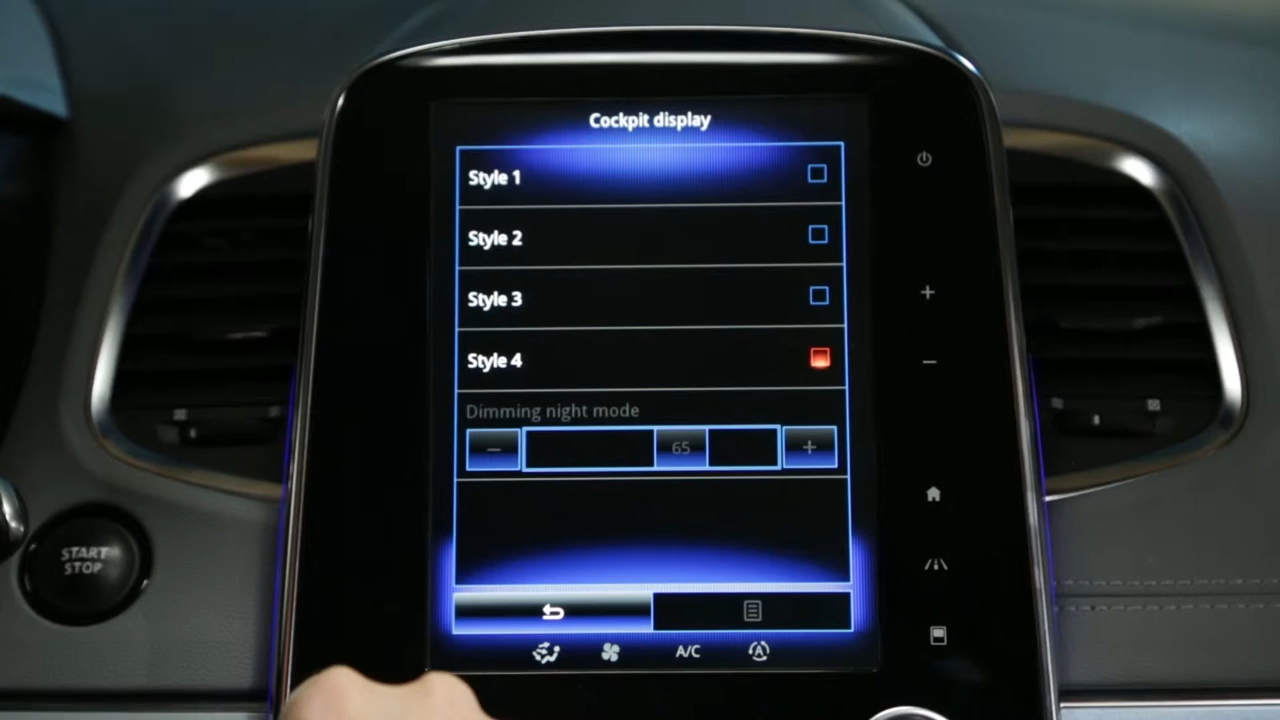 Cockpit display
Style 1
Style 2
Style 3
Style 4
Dimming night mode
− 65 +
+
−
START
STOP
A/C
A